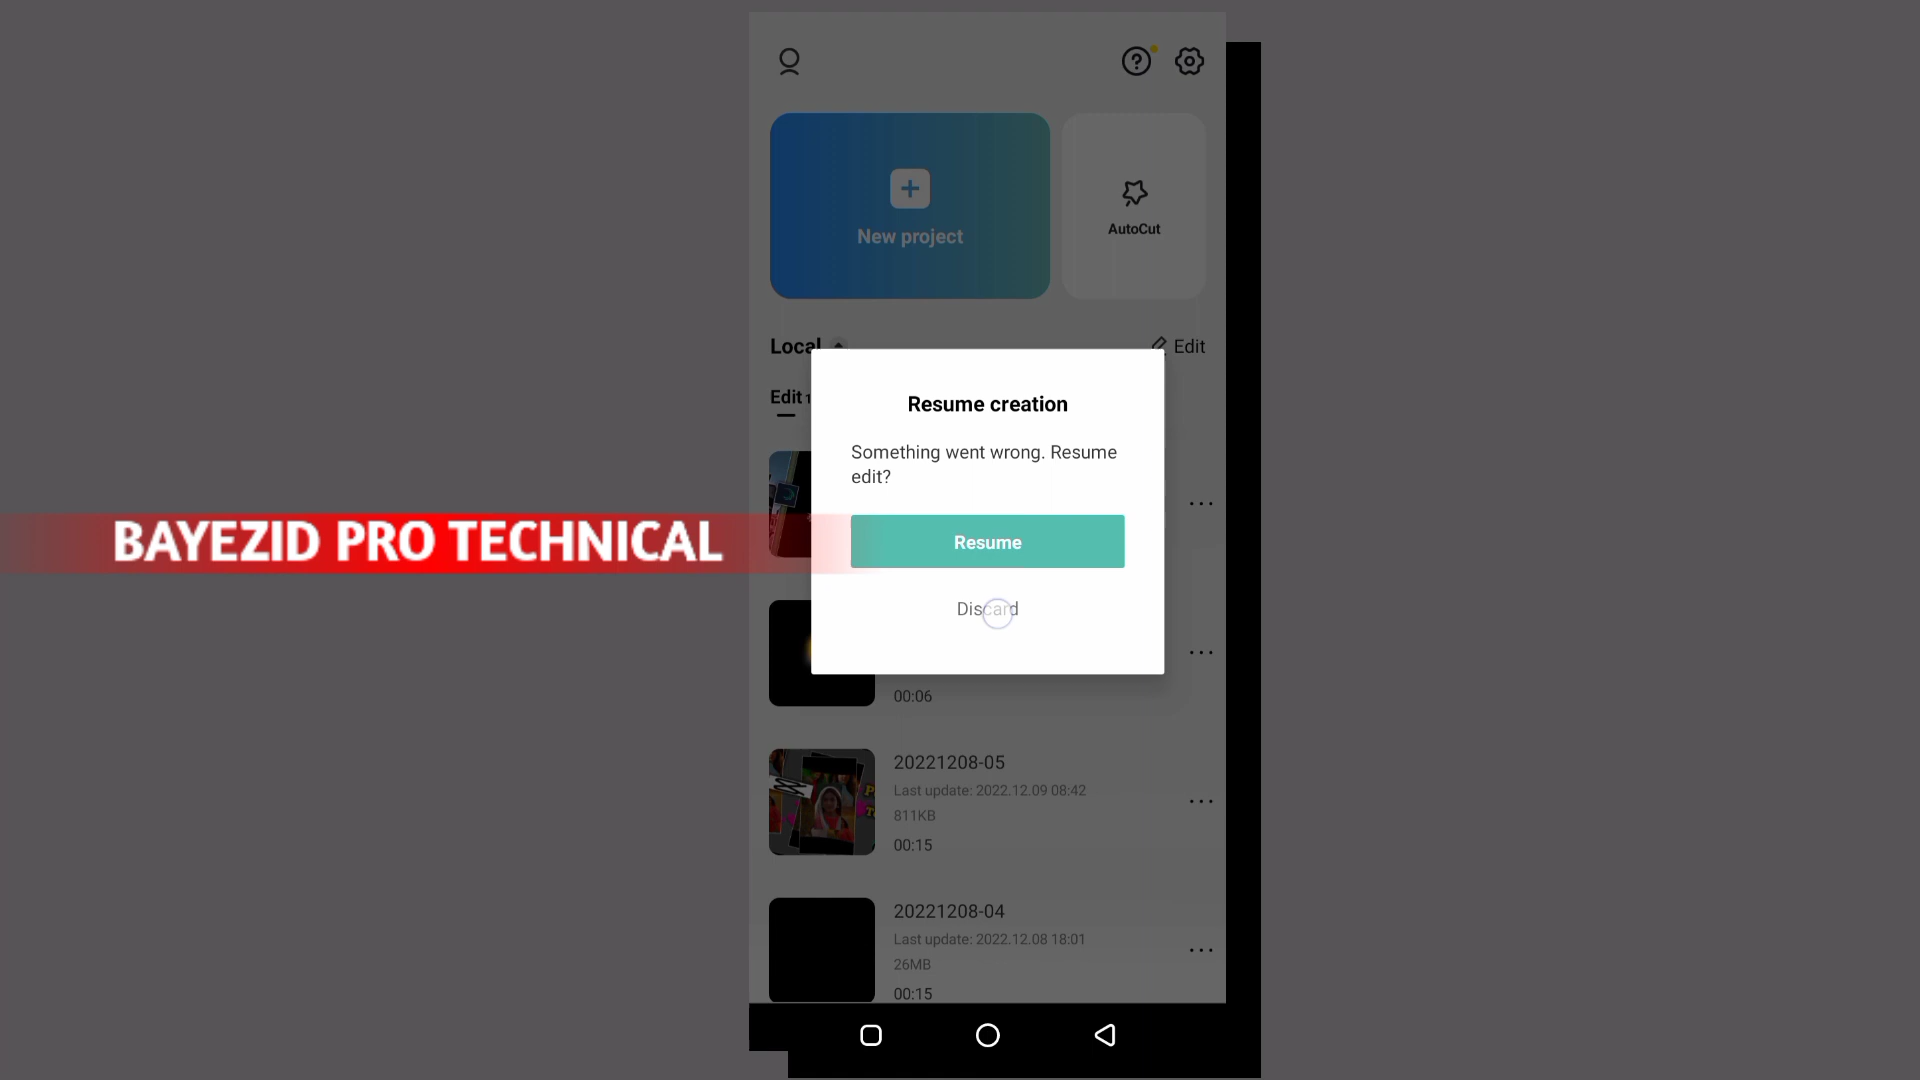 New project
AutoCut
Local
Edit
Edit
Resume creation
Something went wrong. Resume
edit?
Resume
Discard
BAYEZID PRO TECHNICAL
00:06
20221208-05
Last update: 2022.12.09 08:42
811KB
00:15
20221208-04
Last update: 2022.12.08 18:01
26MB
00:15